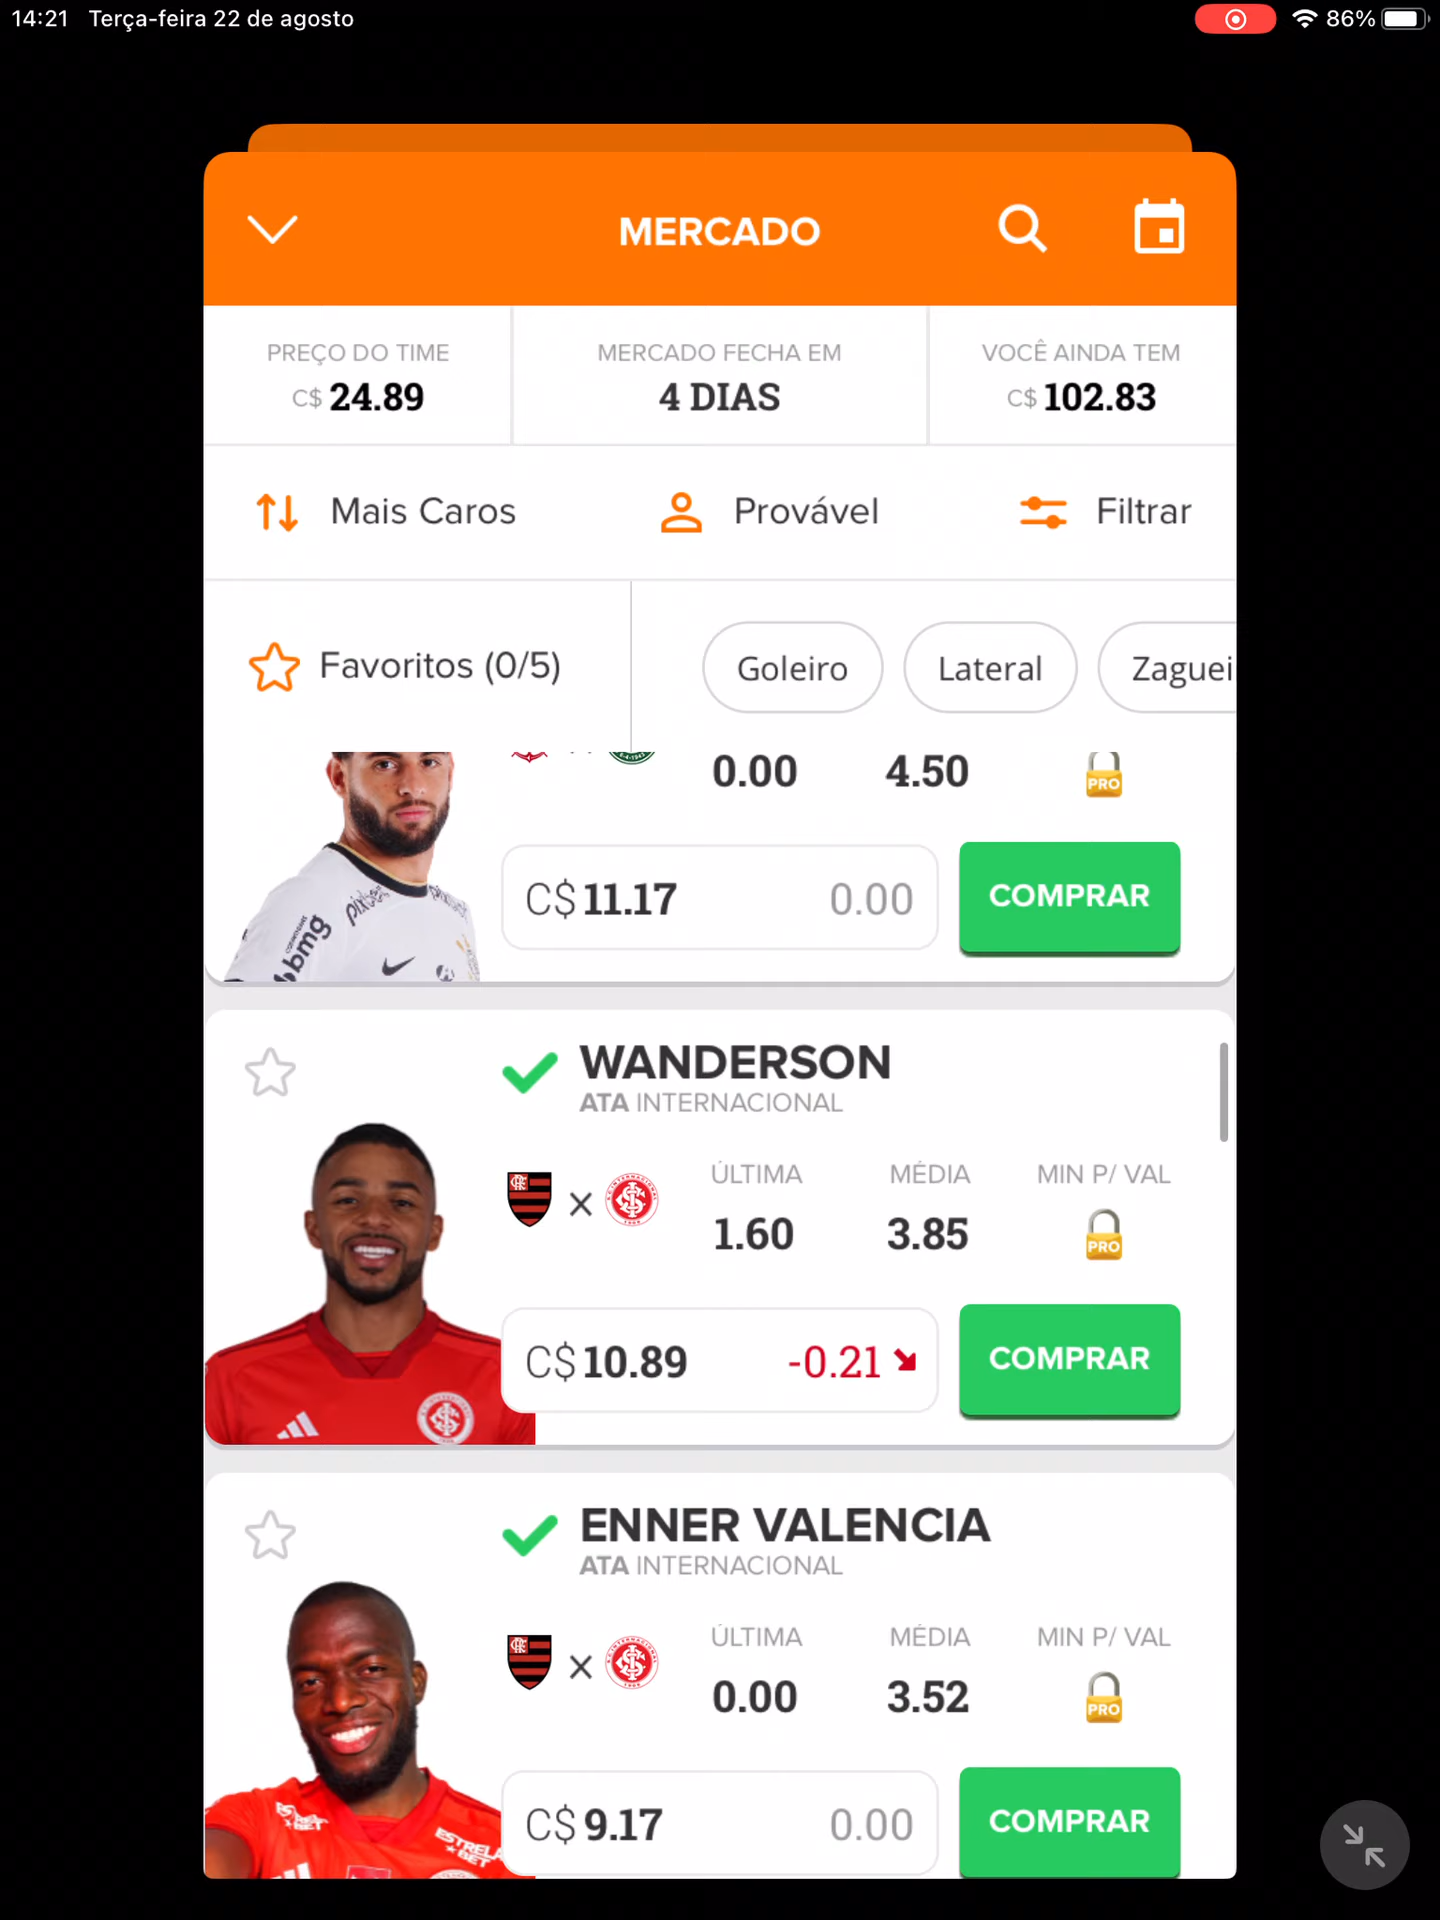 14:21 Terça-feira 22 de agosto
86%
MERCADO
PREÇO DO TIME
MERCADO FECHA EM
VOCÊ AINDA TEM
C$ 24.89
4 DIAS
C$ 102.83
Mais Caros
Provável
Filtrar
Favoritos (0/5)
Goleiro
Lateral
Zaguei
0.00
4.50
PRO
bmg
C$ 11.17
0.00
COMPRAR
WANDERSON
ATA INTERNACIONAL
ÚLTIMA
MÉDIA
MIN P/ VAL
X
1.60
3.85
PRO
C$ 10.89
-0.21
COMPRAR
ENNER VALENCIA
ATA INTERNACIONAL
ÚLTIMA
MÉDIA
MIN P/ VAL
X
0.00
3.52
PRO
ESTRELA
BET
C$ 9.17
0.00
COMPRAR